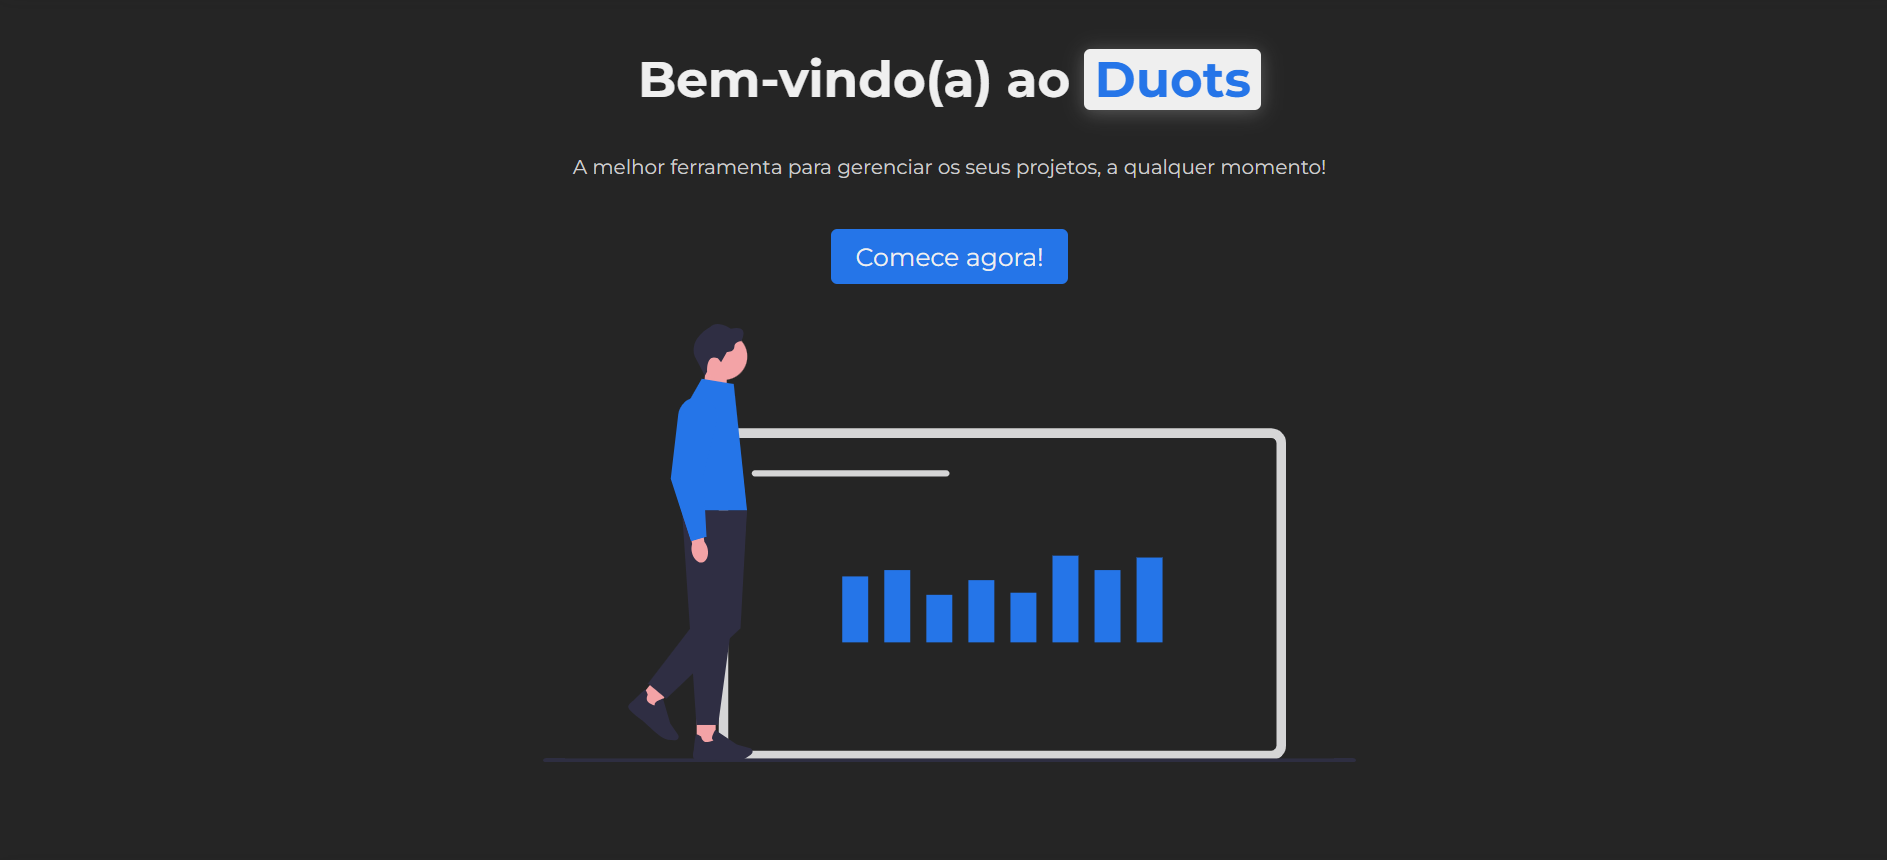 Bem-vindo(a) ao Duots
A melhor ferramenta para gerenciar os seus projetos, a qualquer momento!
Comece agora!